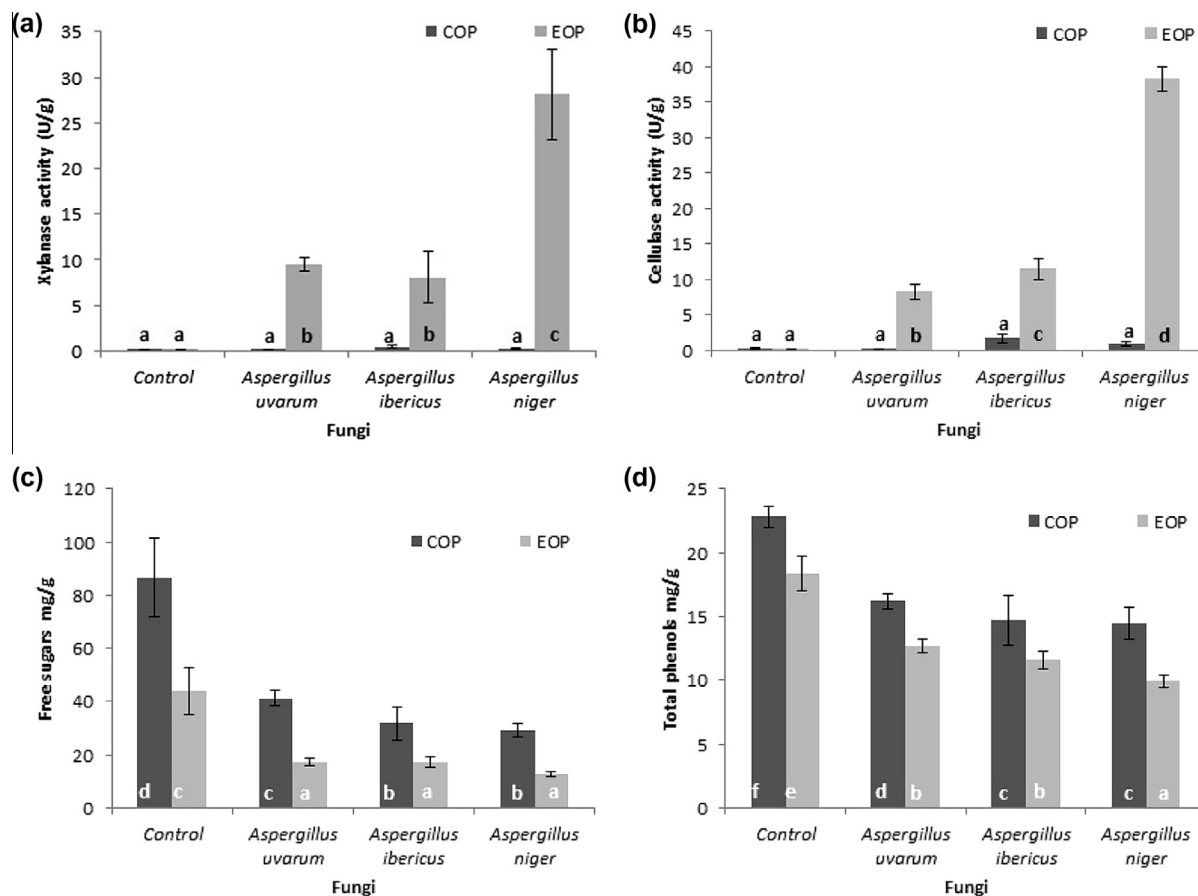 (a)
COP EOP
Xylanase activity (U/g)
35
30
25
20
15
10
5
0
a a a b a b a c
Control Aspergillus uvarum Aspergillus ibericus Aspergillus niger
Fungi
(b)
COP EOP
Cellulase activity (U/g)
45
40
35
30
25
20
15
10
5
0
a a a b a c a d
Control Aspergillus uvarum Aspergillus ibericus Aspergillus niger
Fungi
(c)
COP EOP
Free sugars mg/g
120
100
80
60
40
20
0
d c c a b a b a
Control Aspergillus uvarum Aspergillus ibericus Aspergillus niger
Fungi
(d)
COP EOP
Total phenols mg/g
25
20
15
10
5
0
f e d b c b c a
Control Aspergillus uvarum Aspergillus ibericus Aspergillus niger
Fungi